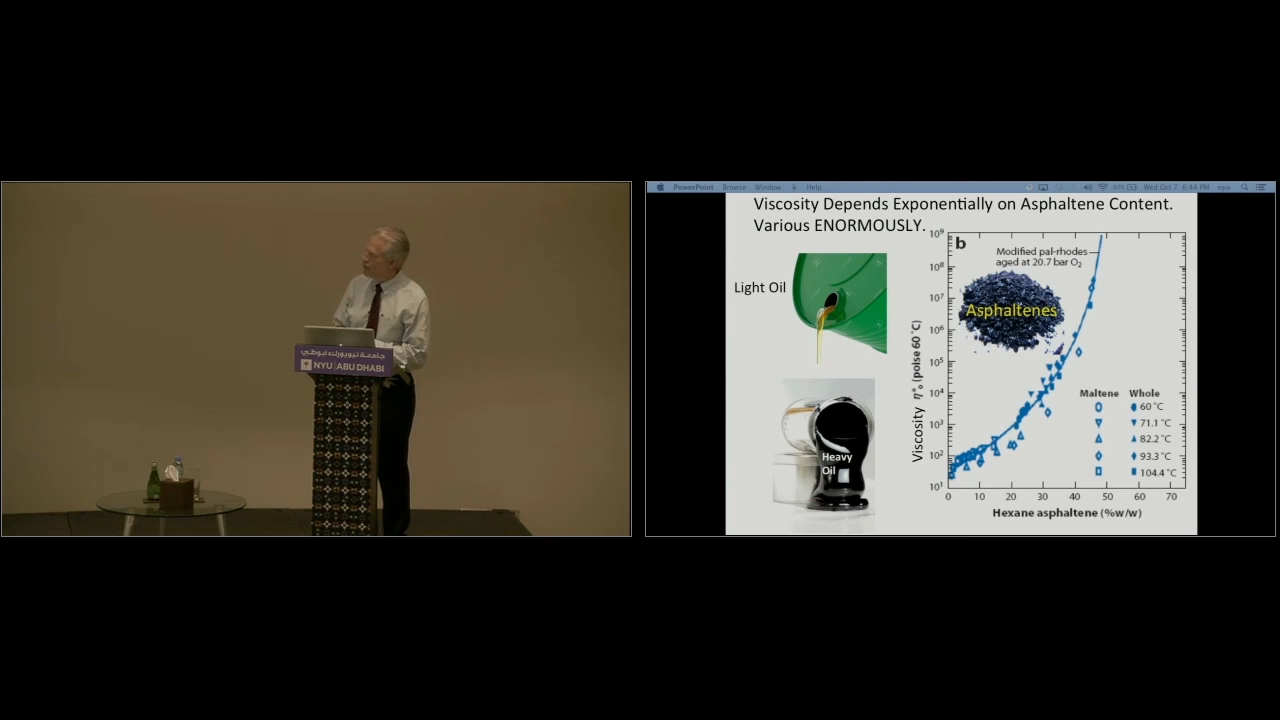 جامعة نيويورك أبوظبي
NYU ABU DHABI
PowerPoint Browse Window Help
Wed Oct 7 6:44 PM nyu
Viscosity Depends Exponentially on Asphaltene Content.
Various ENORMOUSLY.
Light Oil
Heavy
Oil
b
Modified pal-rhodes
aged at 20.7 bar O₂
Asphaltenes
Viscosity η*₀ (poise 60 °C)
10⁹
10⁸
10⁷
10⁶
10⁵
10⁴
10³
10²
10¹
Maltene Whole
60 °C
71.1 °C
82.2 °C
93.3 °C
104.4 °C
0 10 20 30 40 50 60 70
Hexane asphaltene (%w/w)